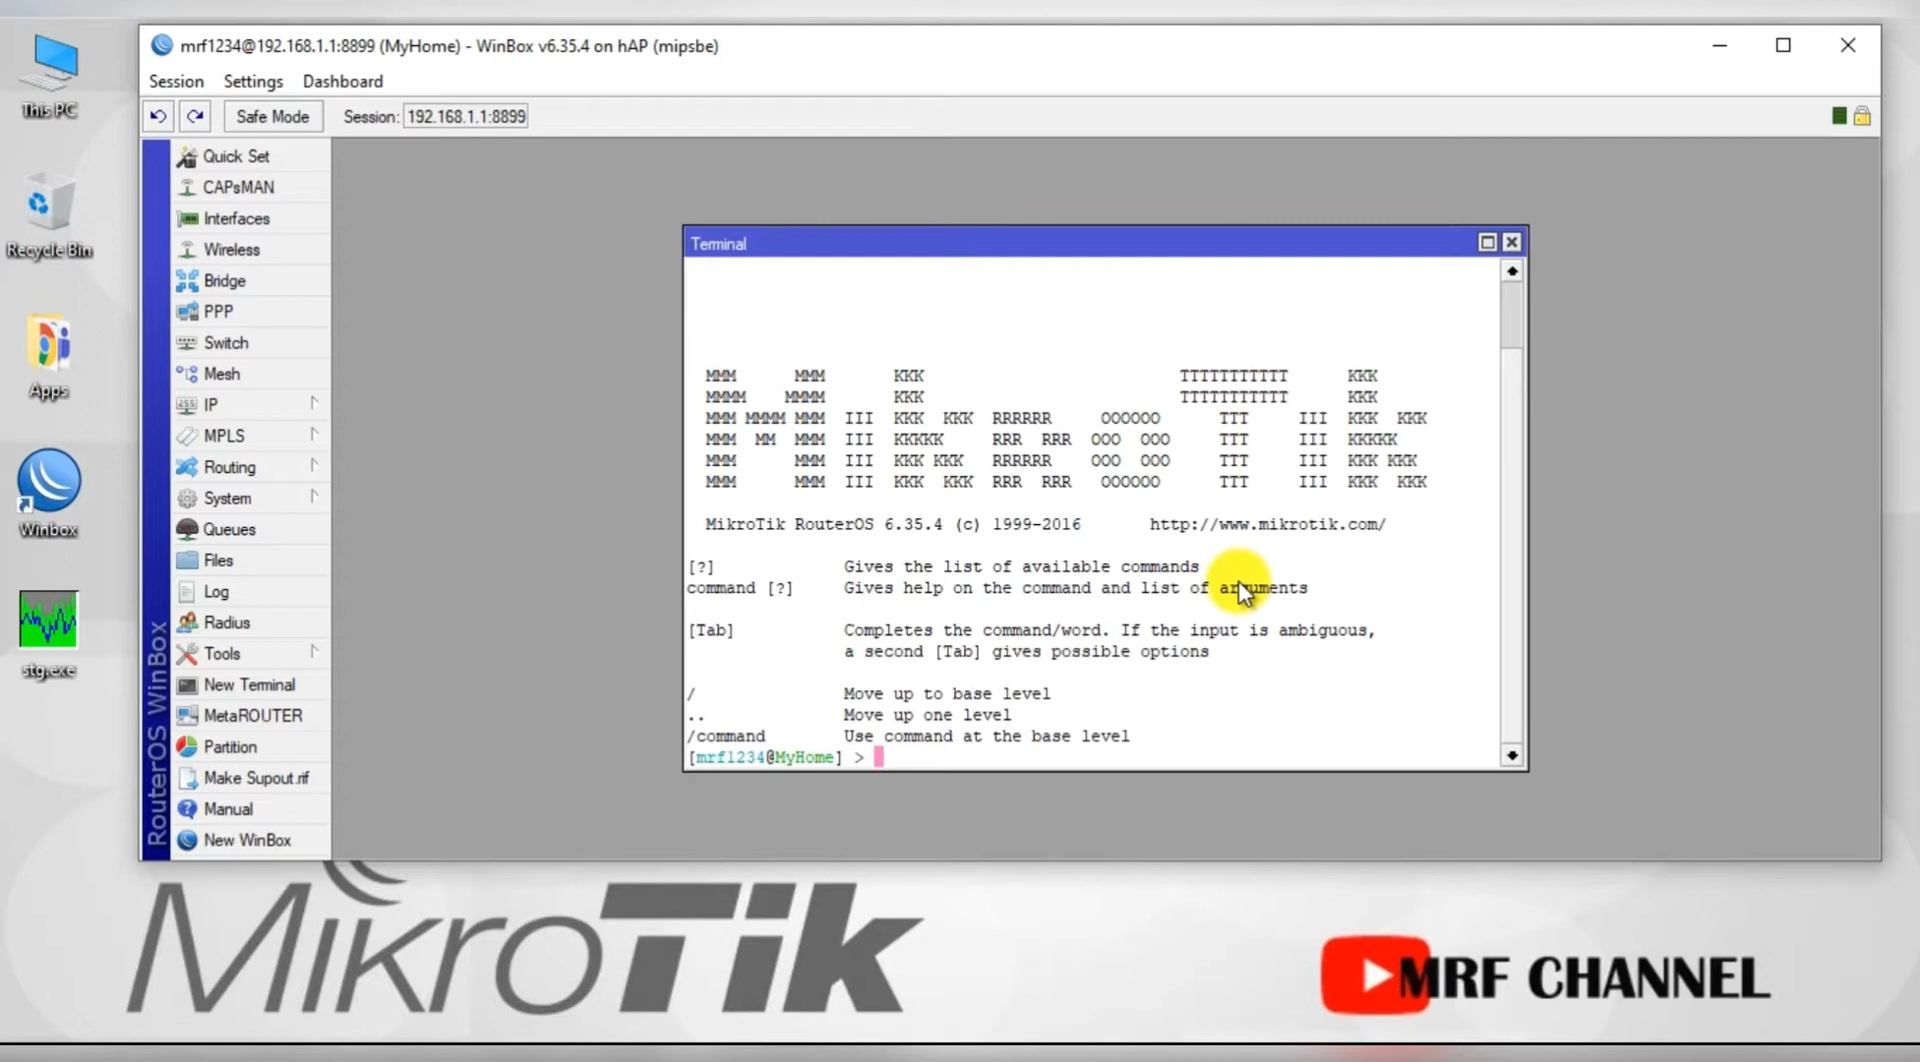 This PC
Recycle Bin
Apps
Winbox
stg.exe
mrf1234@192.168.1.1:8899 (MyHome) - WinBox v6.35.4 on hAP (mipsbe)
Session Settings Dashboard
Safe Mode Session: 192.168.1.1:8899
RouterOS WinBox
Quick Set
CAPsMAN
Interfaces
Wireless
Bridge
PPP
Switch
Mesh
255 IP
MPLS
Routing
System
Queues
Files
Log
Radius
Tools
New Terminal
MetaROUTER
Partition
Make Supout.rif
Manual
New WinBox
Terminal
MMM      MMM       KKK                          TTTTTTTTTTT      KKK
MMMM    MMMM       KKK                          TTTTTTTTTTT      KKK
MMM MMMM MMM  III  KKK  KKK  RRRRRR    OOOOOO      TTT     III  KKK  KKK
MMM  MM  MMM  III  KKKKK     RRR  RRR  OOO  OOO     TTT     III  KKKKK
MMM      MMM  III  KKK KKK   RRRRRR    OOO  OOO     TTT     III  KKK KKK
MMM      MMM  III  KKK  KKK  RRR  RRR   OOOOOO      TTT     III  KKK  KKK
MikroTik RouterOS 6.35.4 (c) 1999-2016       http://www.mikrotik.com/
[?]             Gives the list of available commands
command [?]     Gives help on the command and list of arguments
[Tab]           Completes the command/word. If the input is ambiguous,
a second [Tab] gives possible options
/               Move up to base level
..              Move up one level
/command        Use command at the base level
[mrf1234@MyHome] >
MikroTik
MRF CHANNEL